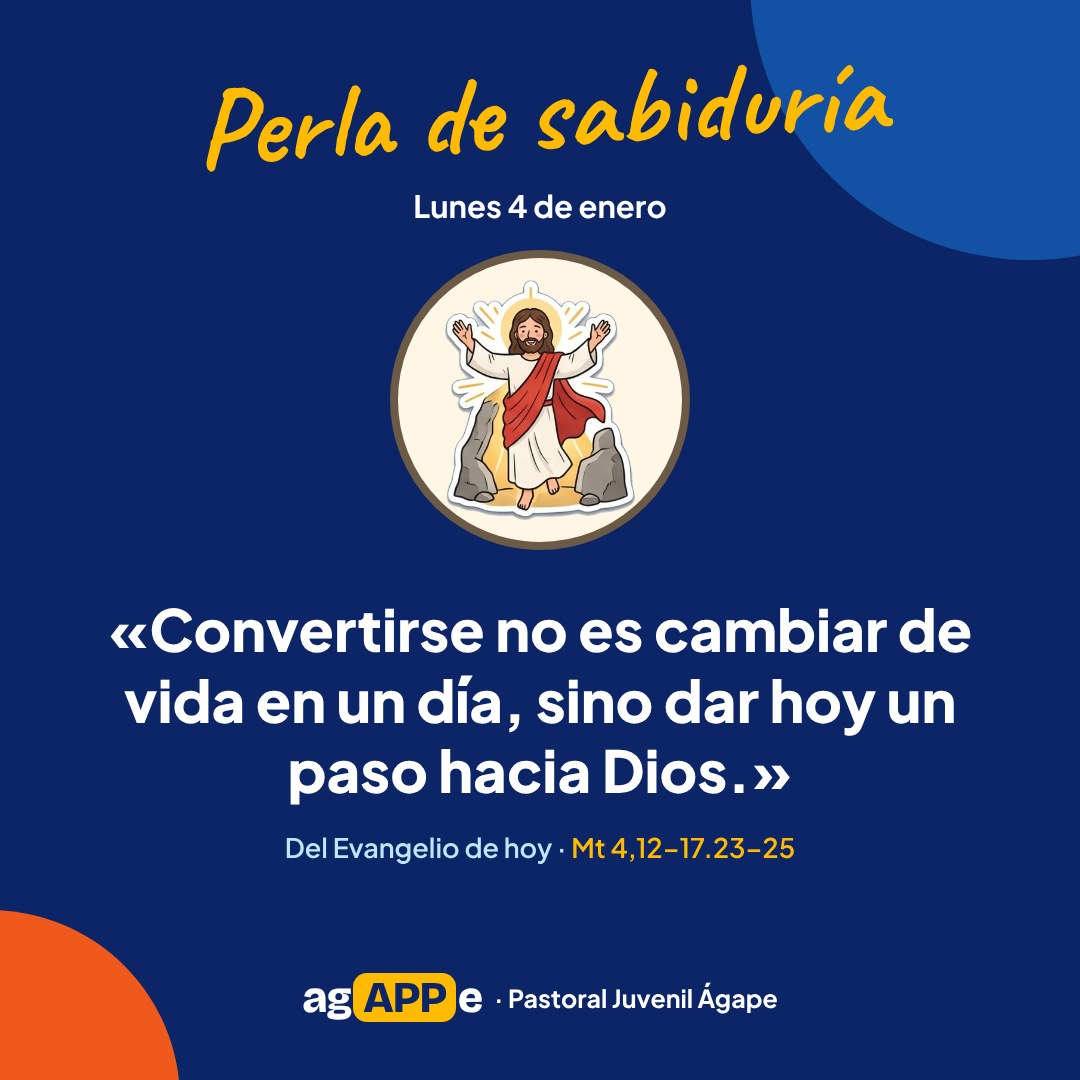 Perla de sabiduría
Lunes 4 de enero
«Convertirse no es cambiar de
vida en un día, sino dar hoy un
paso hacia Dios.»
Del Evangelio de hoy · Mt 4,12–17.23–25
agAPPe · Pastoral Juvenil Ágape